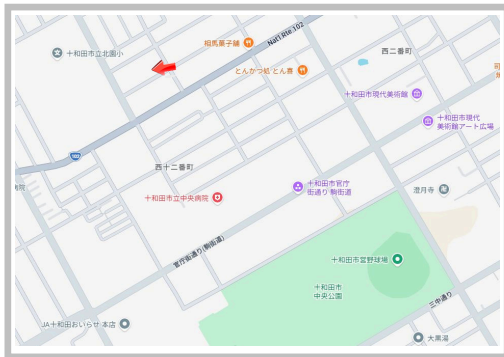 相馬菓子舗
Nat'l Rte 102
十和田市立北園小
西二番町
とんかつ処 とん喜
十和田市現代美術館
十和田市現代
美術館アート広場
102
西十二番町
病院
十和田市官庁
街通り 駒街道
澄月寺
十和田市立中央病院
官庁街通り(駒街道)
十和田市営野球場
十和田市
中央公園
三中通り
JA十和田おいらせ 本店
大黒湯